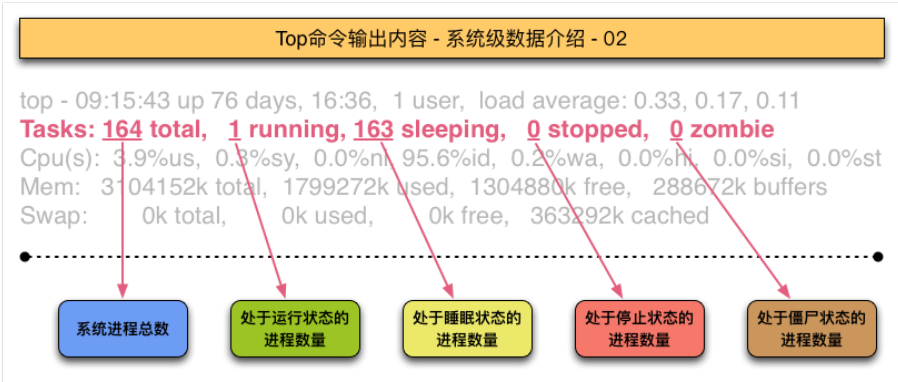 Top命令输出内容 - 系统级数据介绍 - 02
top - 09:15:43 up 76 days, 16:36, 1 user, load average: 0.33, 0.17, 0.11
Tasks: 164 total, 1 running, 163 sleeping, 0 stopped, 0 zombie
Cpu(s): 3.9%us, 0.3%sy, 0.0%ni, 95.6%id, 0.2%wa, 0.0%hi, 0.0%si, 0.0%st
Mem: 3104152k total, 1799272k used, 1304880k free, 288672k buffers
Swap: 0k total, 0k used, 0k free, 363292k cached
系统进程总数
处于运行状态的
进程数量
处于睡眠状态的
进程数量
处于停止状态的
进程数量
处于僵尸状态的
进程数量